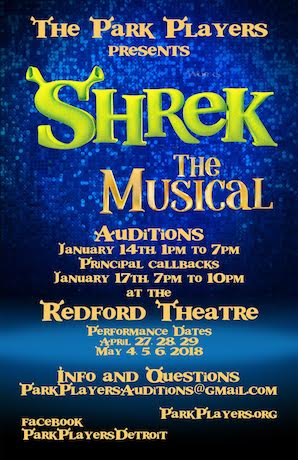 The Park Players
presents
SHREK
The
Musical
Auditions
January 14th 1pm to 7pm
Principal callbacks
January 17th 7pm to 10pm
at the
Redford Theatre
Performance Dates
April 27, 28, 29
May 4, 5, 6, 2018
Info and Questions
ParkPlayersAuditions@gmail.com
ParkPlayers.org
facebook
ParkPlayersDetroit